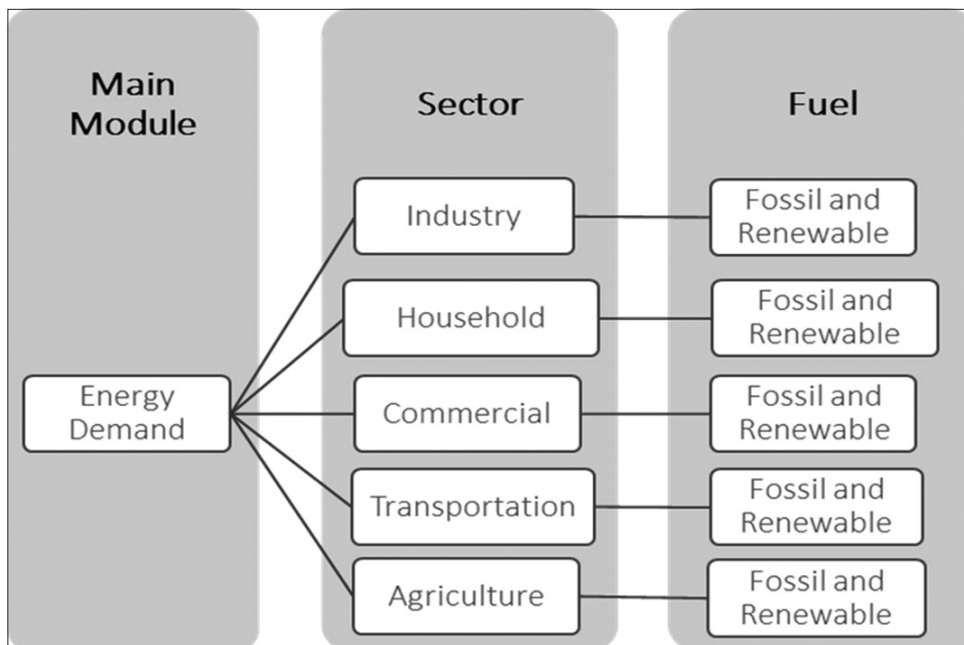 Main
Module
Sector
Fuel
Energy
Demand
Industry
Household
Commercial
Transportation
Agriculture
Fossil and
Renewable
Fossil and
Renewable
Fossil and
Renewable
Fossil and
Renewable
Fossil and
Renewable